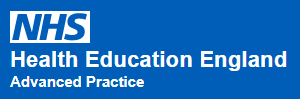 NHS
Health Education England
Advanced Practice